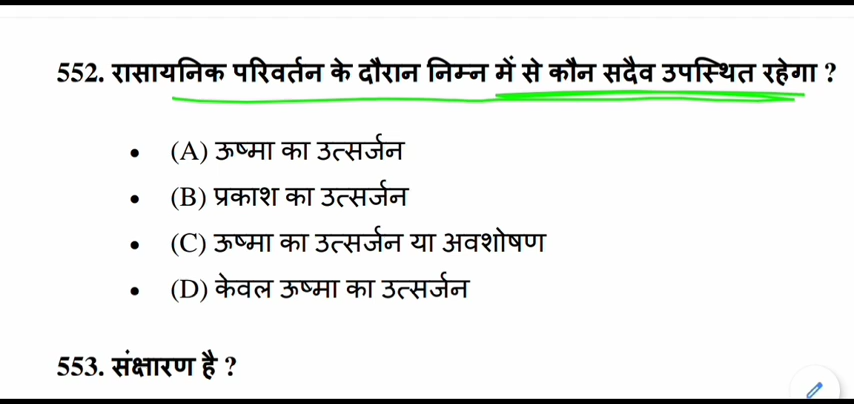 552. रासायनिक परिवर्तन के दौरान निम्न में से कौन सदैव उपस्थित रहेगा ?
• (A) ऊष्मा का उत्सर्जन
• (B) प्रकाश का उत्सर्जन
• (C) ऊष्मा का उत्सर्जन या अवशोषण
• (D) केवल ऊष्मा का उत्सर्जन
553. संक्षारण है ?